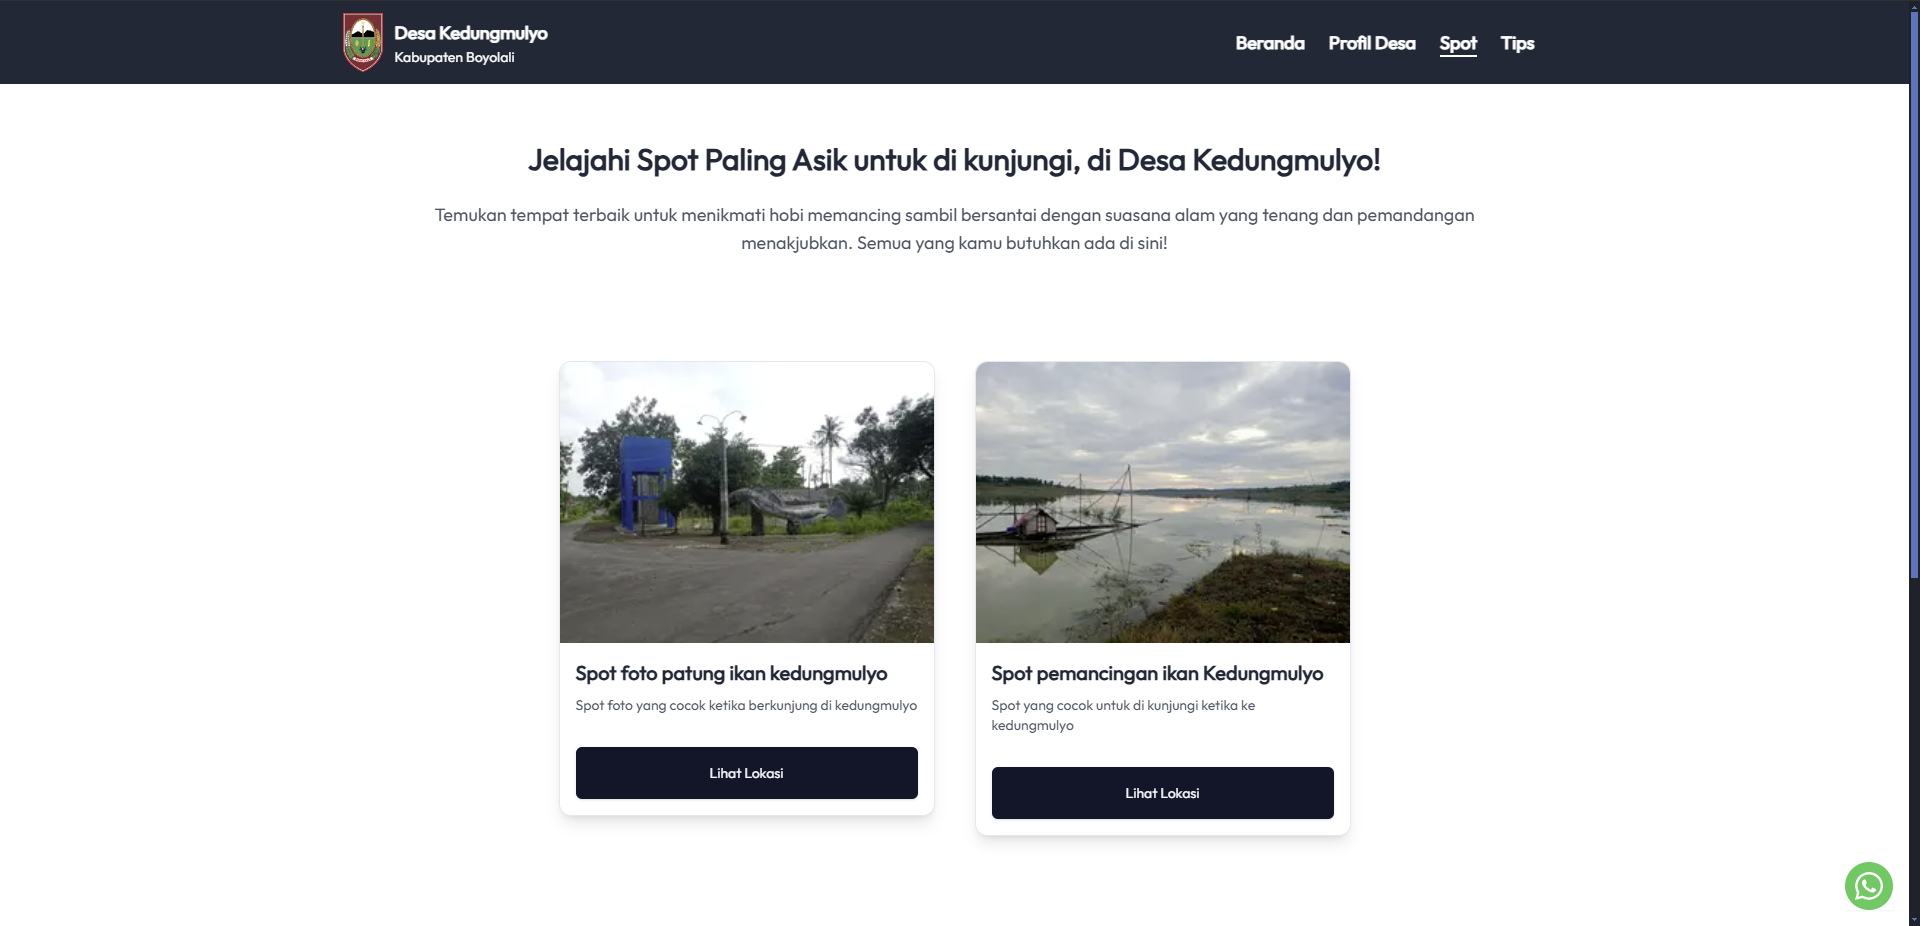 Desa Kedungmulyo
Kabupaten Boyolali
Beranda Profil Desa Spot Tips
Jelajahi Spot Paling Asik untuk di kunjungi, di Desa Kedungmulyo!
Temukan tempat terbaik untuk menikmati hobi memancing sambil bersantai dengan suasana alam yang tenang dan pemandangan
menakjubkan. Semua yang kamu butuhkan ada di sini!
Spot foto patung ikan kedungmulyo
Spot foto yang cocok ketika berkunjung di kedungmulyo
Lihat Lokasi
Spot pemancingan ikan Kedungmulyo
Spot yang cocok untuk di kunjungi ketika ke
kedungmulyo
Lihat Lokasi